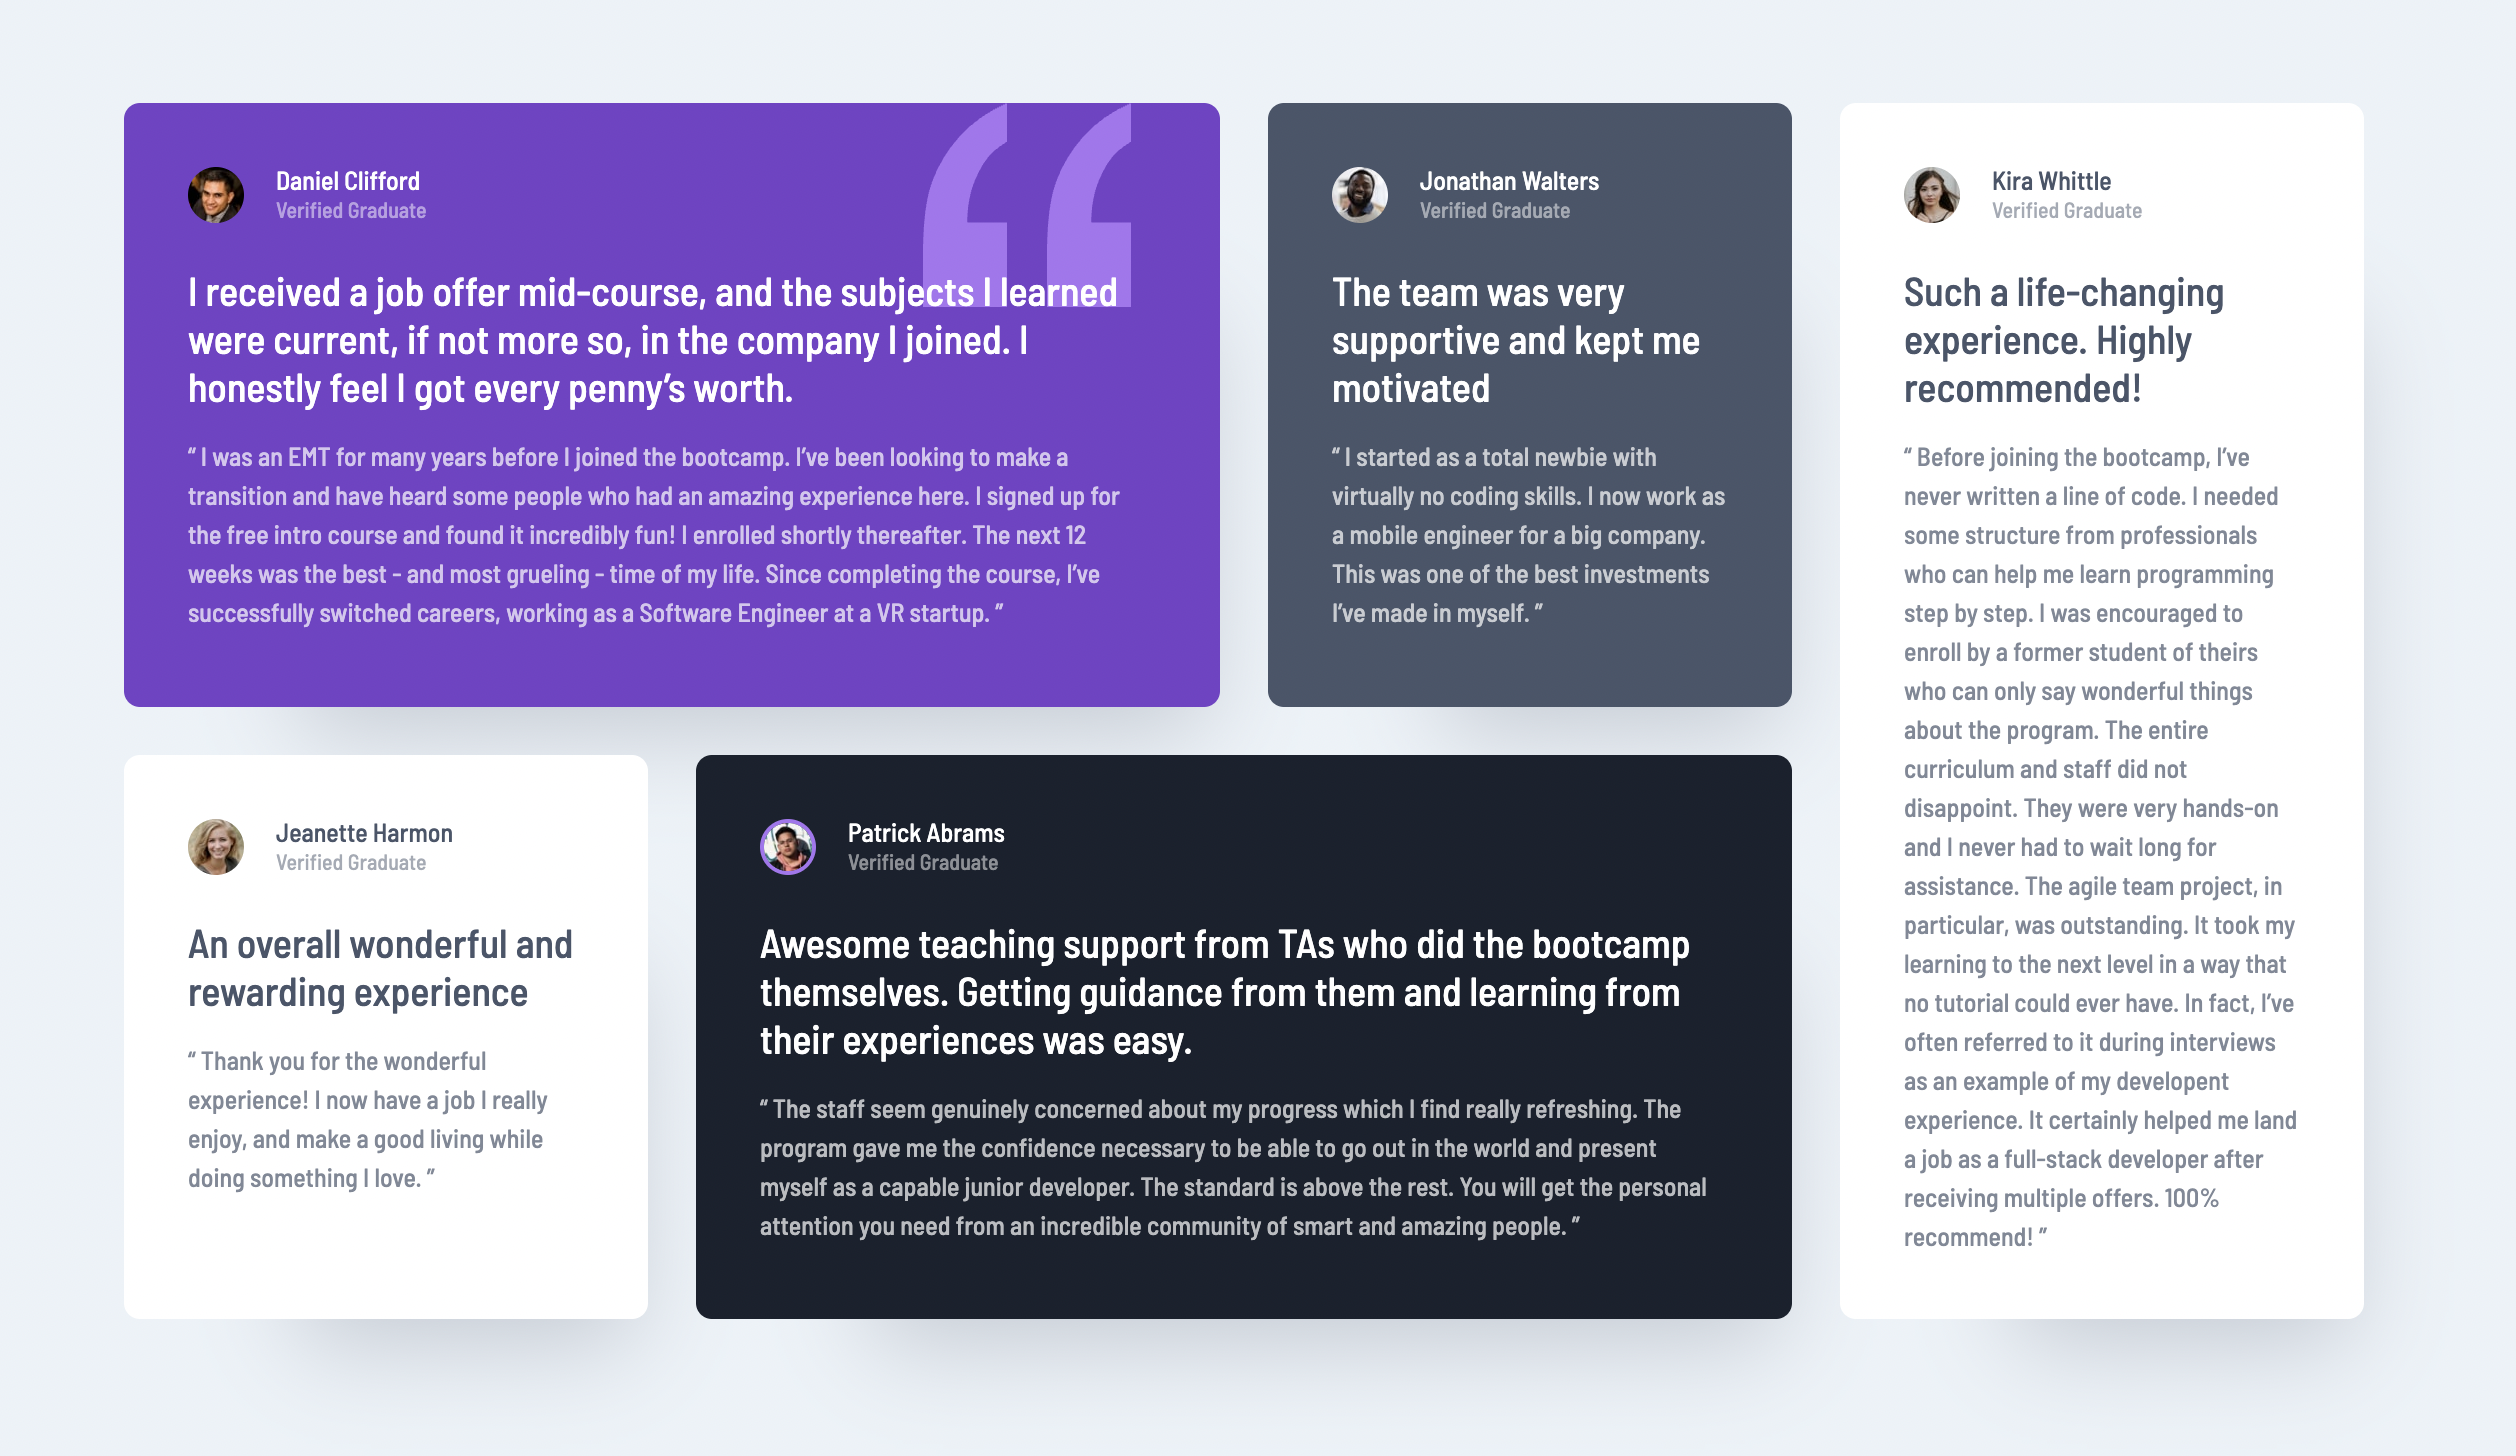 Daniel Clifford
Verified Graduate
I received a job offer mid-course, and the subjects I learned
were current, if not more so, in the company I joined. I
honestly feel I got every penny’s worth.
“ I was an EMT for many years before I joined the bootcamp. I’ve been looking to make a
transition and have heard some people who had an amazing experience here. I signed up for
the free intro course and found it incredibly fun! I enrolled shortly thereafter. The next 12
weeks was the best - and most grueling - time of my life. Since completing the course, I’ve
successfully switched careers, working as a Software Engineer at a VR startup. ”
Jonathan Walters
Verified Graduate
The team was very
supportive and kept me
motivated
“ I started as a total newbie with
virtually no coding skills. I now work as
a mobile engineer for a big company.
This was one of the best investments
I’ve made in myself. ”
Kira Whittle
Verified Graduate
Such a life-changing
experience. Highly
recommended!
“ Before joining the bootcamp, I’ve
never written a line of code. I needed
some structure from professionals
who can help me learn programming
step by step. I was encouraged to
enroll by a former student of theirs
who can only say wonderful things
about the program. The entire
curriculum and staff did not
disappoint. They were very hands-on
and I never had to wait long for
assistance. The agile team project, in
particular, was outstanding. It took my
learning to the next level in a way that
no tutorial could ever have. In fact, I’ve
often referred to it during interviews
as an example of my developent
experience. It certainly helped me land
a job as a full-stack developer after
receiving multiple offers. 100%
recommend! ”
Jeanette Harmon
Verified Graduate
An overall wonderful and
rewarding experience
“ Thank you for the wonderful
experience! I now have a job I really
enjoy, and make a good living while
doing something I love. ”
Patrick Abrams
Verified Graduate
Awesome teaching support from TAs who did the bootcamp
themselves. Getting guidance from them and learning from
their experiences was easy.
“ The staff seem genuinely concerned about my progress which I find really refreshing. The
program gave me the confidence necessary to be able to go out in the world and present
myself as a capable junior developer. The standard is above the rest. You will get the personal
attention you need from an incredible community of smart and amazing people. ”